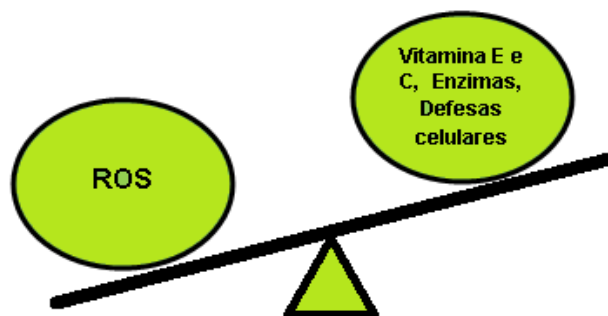 ROS
Vitamina E e
C, Enzimas,
Defesas
celulares